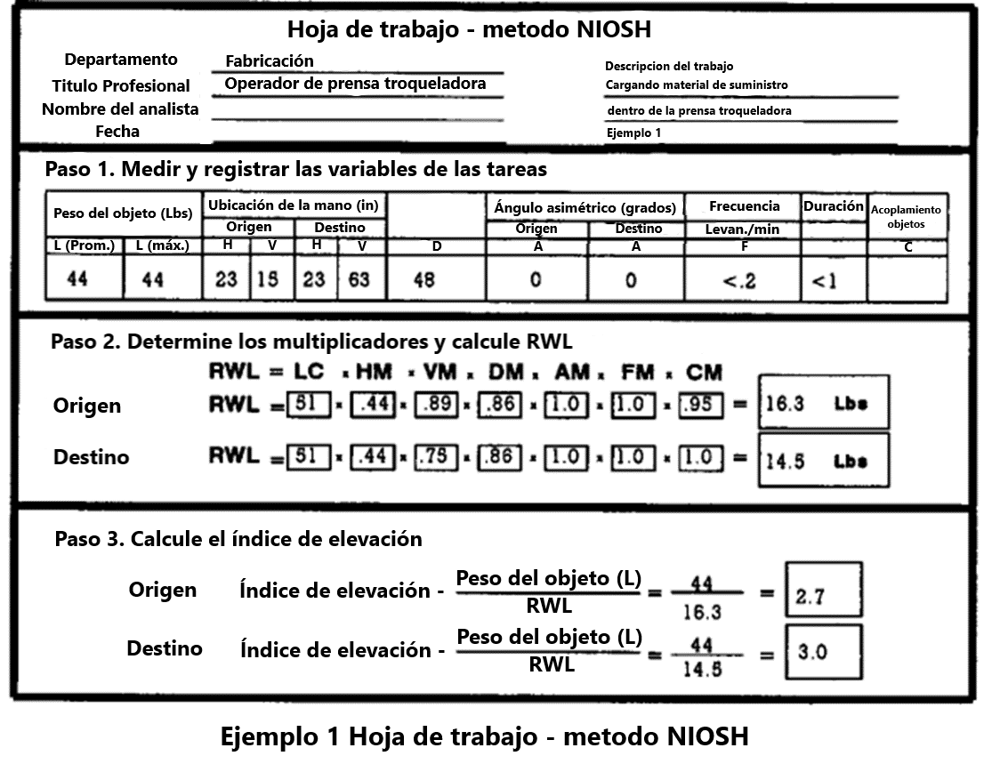 Hoja de trabajo - metodo NIOSH
Departamento Fabricación Descripcion del trabajo
Titulo Profesional Operador de prensa troqueladora Cargando material de suministro
Nombre del analista dentro de la prensa troqueladora
Fecha Ejemplo 1
Paso 1. Medir y registrar las variables de las tareas
Peso del objeto (Lbs) Ubicación de la mano (in) Ángulo asimétrico (grados) Frecuencia Duración Acoplamiento objetos
Origen Destino Origen Destino Levan./min
L (Prom.) L (máx.) H V H V D A A F C
44 44 23 15 23 63 48 0 0 <.2 <1
Paso 2. Determine los multiplicadores y calcule RWL
RWL = LC x HM x VM x DM x AM x FM x CM
Origen RWL = 51 x .44 x .89 x .86 x 1.0 x 1.0 x .95 = 16.3 Lbs
Destino RWL = 51 x .44 x .75 x .86 x 1.0 x 1.0 x 1.0 = 14.5 Lbs
Paso 3. Calcule el índice de elevación
Origen Índice de elevación - Peso del objeto (L) / RWL = 44 / 16.3 = 2.7
Destino Índice de elevación - Peso del objeto (L) / RWL = 44 / 14.5 = 3.0
Ejemplo 1 Hoja de trabajo - metodo NIOSH